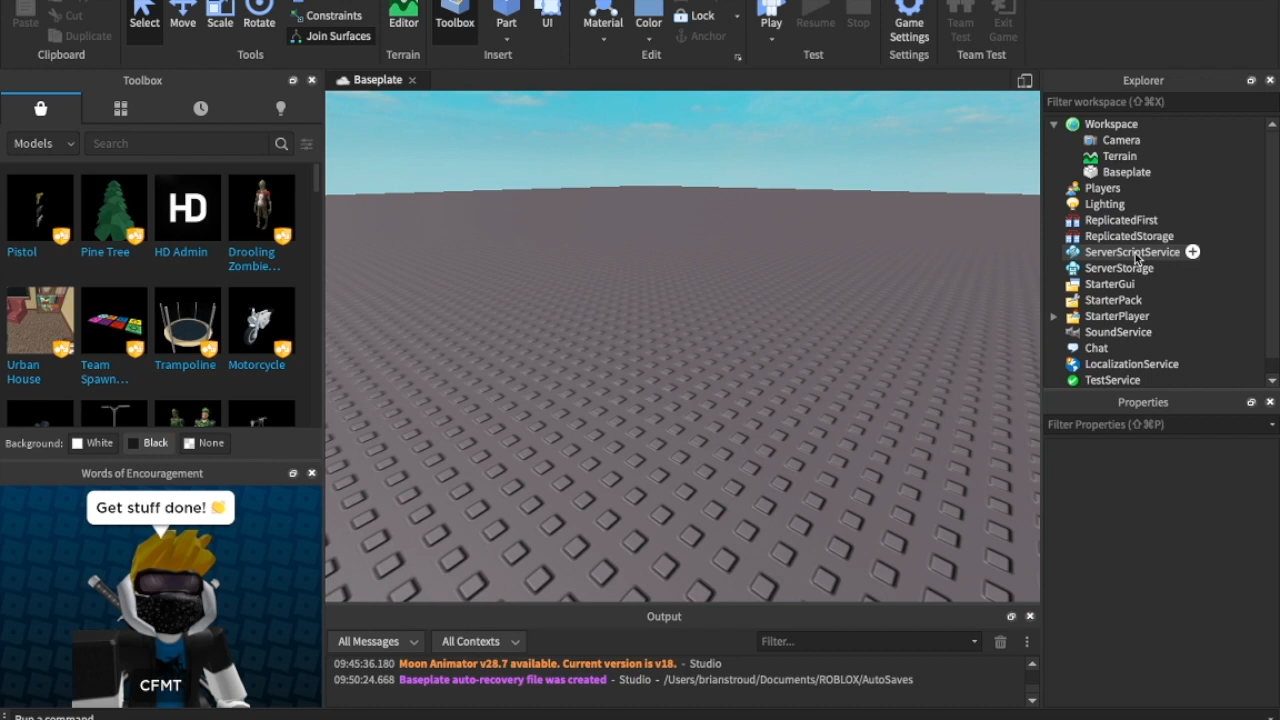 Paste
Cut
Duplicate
Clipboard
Select
Move
Scale
Rotate
Constraints
Join Surfaces
Tools
Editor
Terrain
Toolbox
Part
UI
Insert
Material
Color
Lock
Anchor
Edit
Play
Resume
Stop
Test
Game
Settings
Settings
Team
Test
Exit
Game
Team Test
Toolbox
Models
Search
Pistol
Pine Tree
HD
HD Admin
Drooling
Zombie...
Urban
House
Team
Spawn...
Trampoline
Motorcycle
Background:
White
Black
None
Words of Encouragement
Get stuff done! 👏
CFMT
Baseplate
Output
All Messages
All Contexts
Filter...
09:45:36.180 Moon Animator v28.7 available. Current version is v18. - Studio
09:50:24.668 Baseplate auto-recovery file was created - Studio - /Users/brianstroud/Documents/ROBLOX/AutoSaves
Explorer
Filter workspace (⇧⌘X)
Workspace
Camera
Terrain
Baseplate
Players
Lighting
ReplicatedFirst
ReplicatedStorage
ServerScriptService
ServerStorage
StarterGui
StarterPack
StarterPlayer
SoundService
Chat
LocalizationService
TestService
Properties
Filter Properties (⇧⌘P)
Run a command